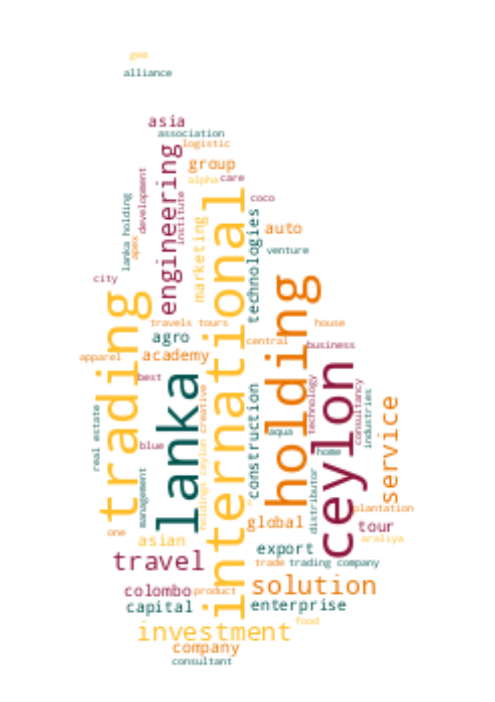 gem
alliance
asia
association
logistic
engineering
group
alpha
care
institute
development
lanka holding
apex
coco
international
marketing
technologies
auto
venture
city
holding
trading
travels tours
house
agro
central
business
apparel
academy
best
lanka
creative
ceylon
technology
consultancy
industries
construction
service
real estate
blue
aqua
home
holdings
ceylon
management
distributor
plantation
one
global
tour
asian
araliya
export
travel
trade
trading company
colombo
product
solution
capital
enterprise
investment
food
company
consultant